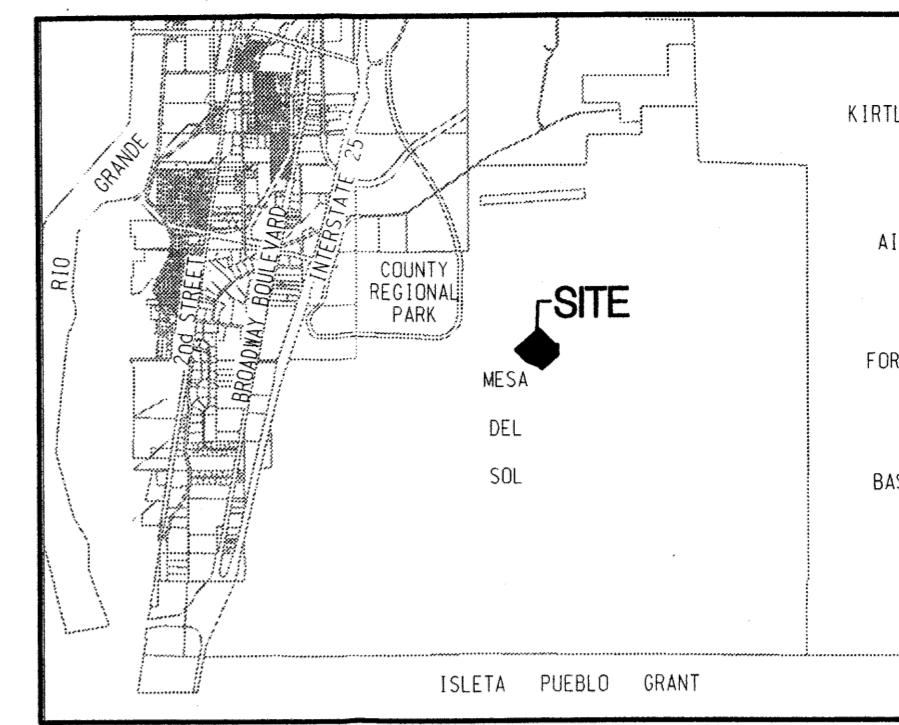 KIRTL
GRANDE
RIO
2nd STREET
BROADWAY BOULEVARD
INTERSTATE 25
AI
COUNTY
REGIONAL
PARK
SITE
FOR
MESA
DEL
SOL
BAS
ISLETA PUEBLO GRANT